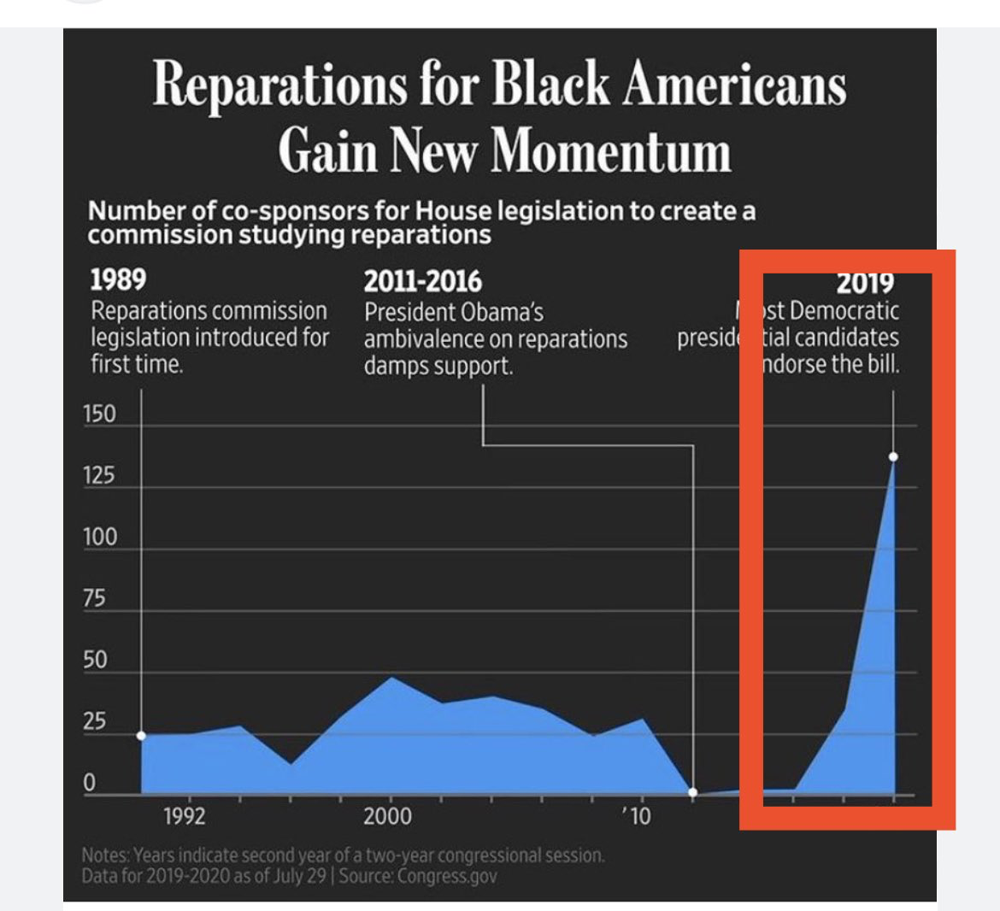 Reparations for Black Americans
Gain New Momentum
Number of co-sponsors for House legislation to create a
commission studying reparations
1989
Reparations commission
legislation introduced for
first time.
2011-2016
President Obama's
ambivalence on reparations
damps support.
2019
ost Democratic
preside tial candidates
ndorse the bill.
150
125
100
75
50
25
0
1992
2000
'10
Notes: Years indicate second year of a two-year congressional session.
Data for 2019-2020 as of July 29 | Source: Congress.gov